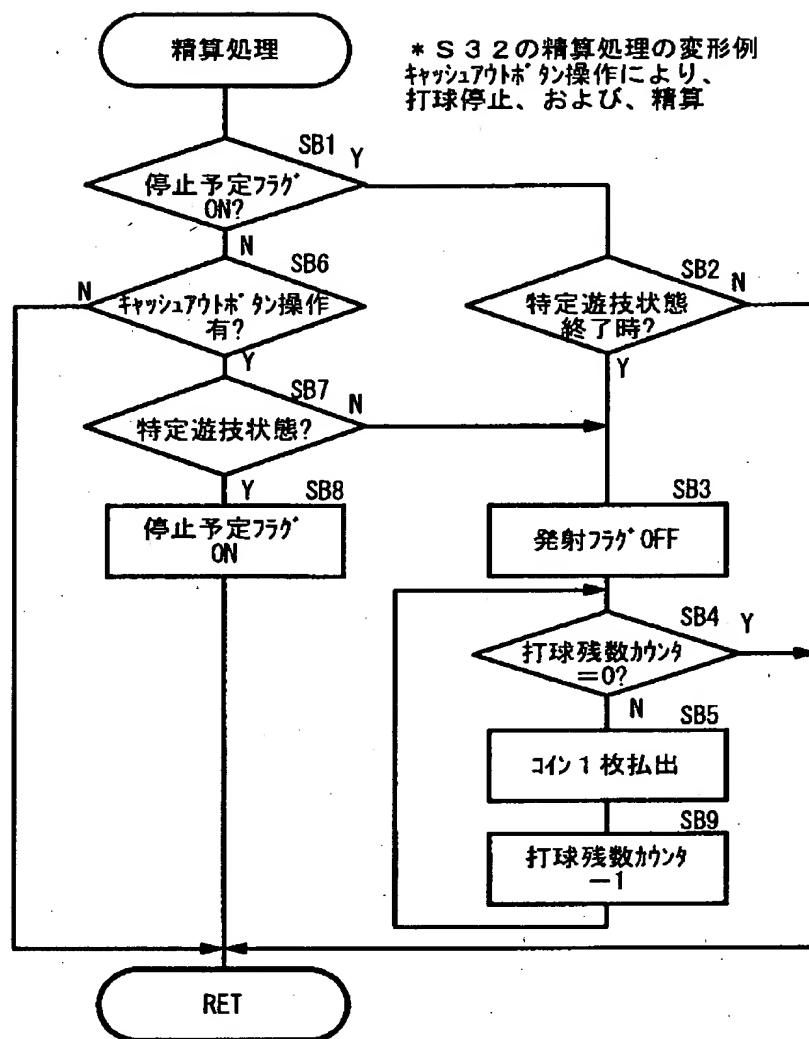 精算処理
*S32の精算処理の変形例
キャッシュアウトボタン操作により、
打球停止、および、精算
SB1
Y
停止予定フラグ
ON?
N
SB6
N
キャッシュアウトボタン操作
有?
Y
SB2
N
特定遊技状態
終了時?
Y
SB7
N
特定遊技状態?
Y
SB8
停止予定フラグ
ON
SB3
発射フラグOFF
SB4
Y
打球残数カウンタ
=0?
N
SB5
コイン1枚払出
SB9
打球残数カウンタ
−1
RET